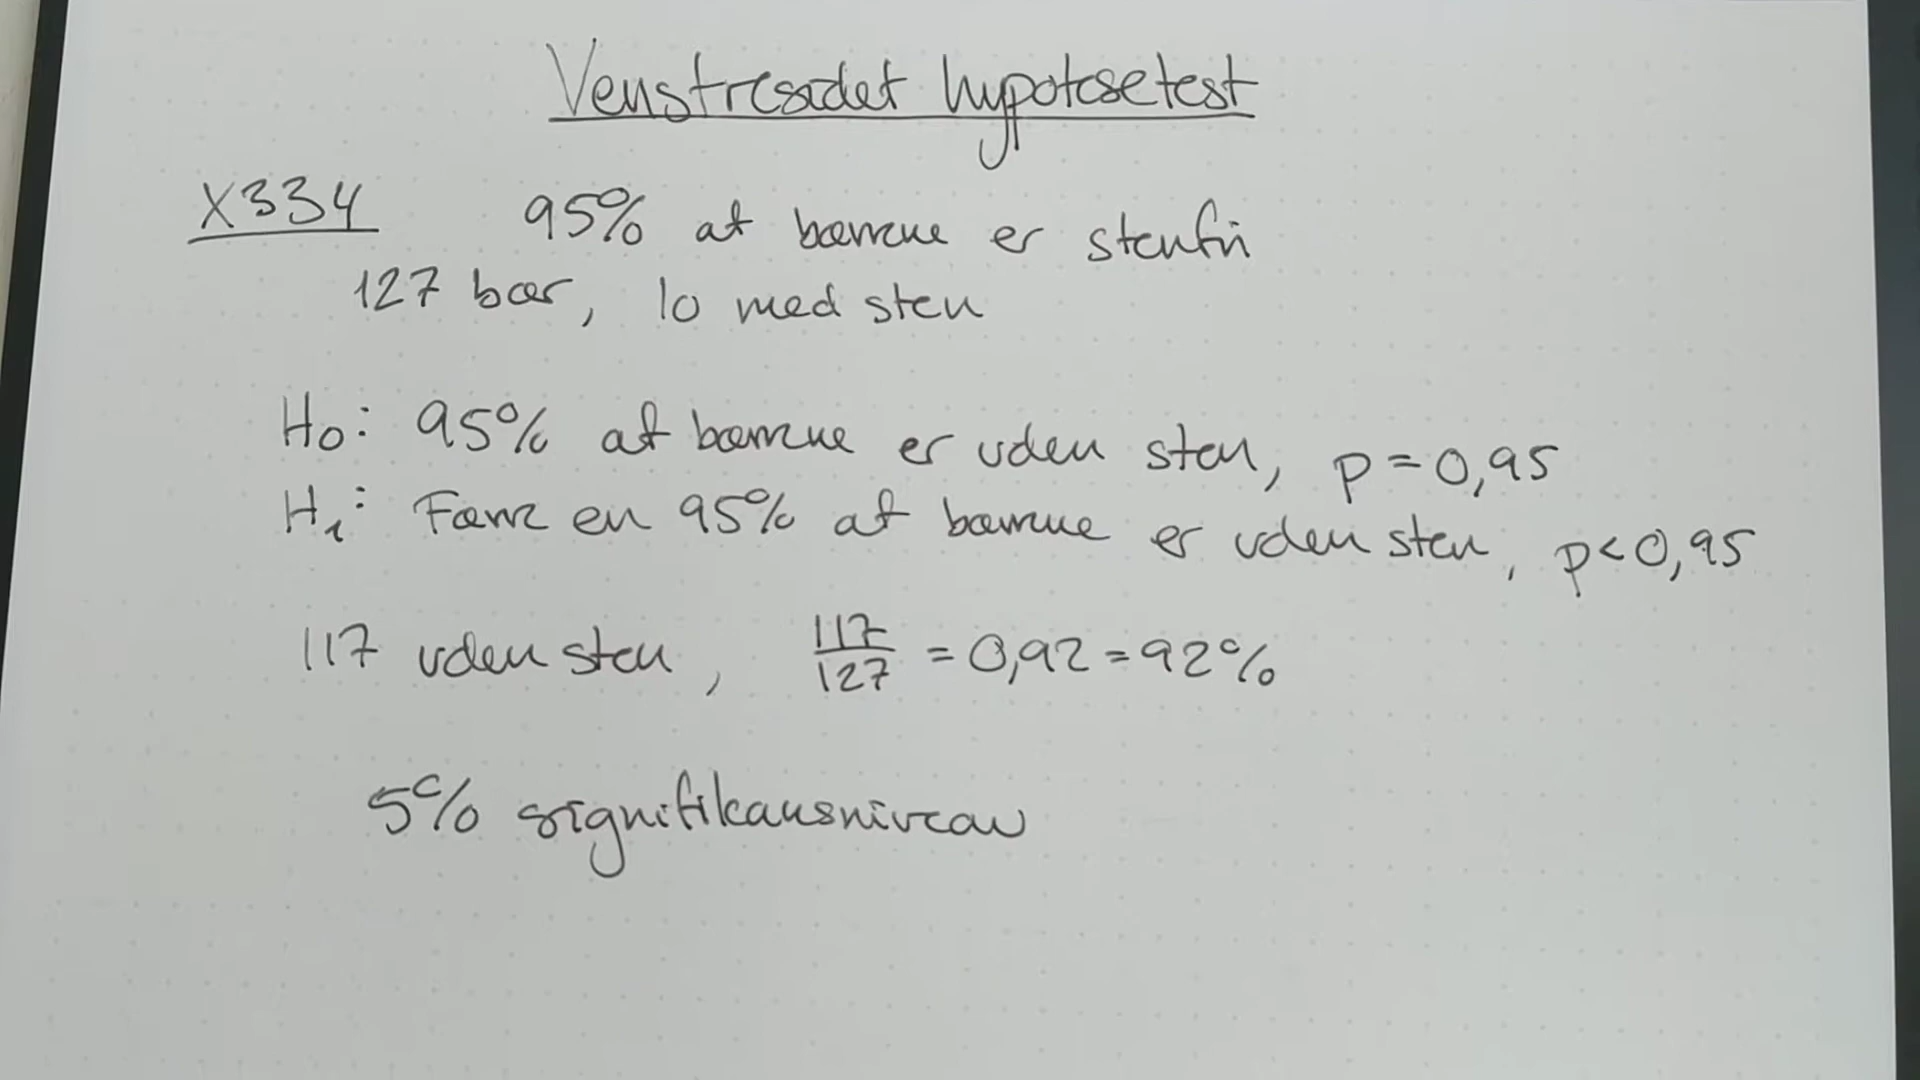 Venstresidet hypotesetest
X334 95% af bærrene er stenfri
127 bær, 10 med sten
H0: 95% af bærrene er uden sten, p=0,95
H1: Færre en 95% af bærrene er uden sten, p<0,95
117 uden sten, 117/127 = 0,92 = 92%
5% signifikansniveau